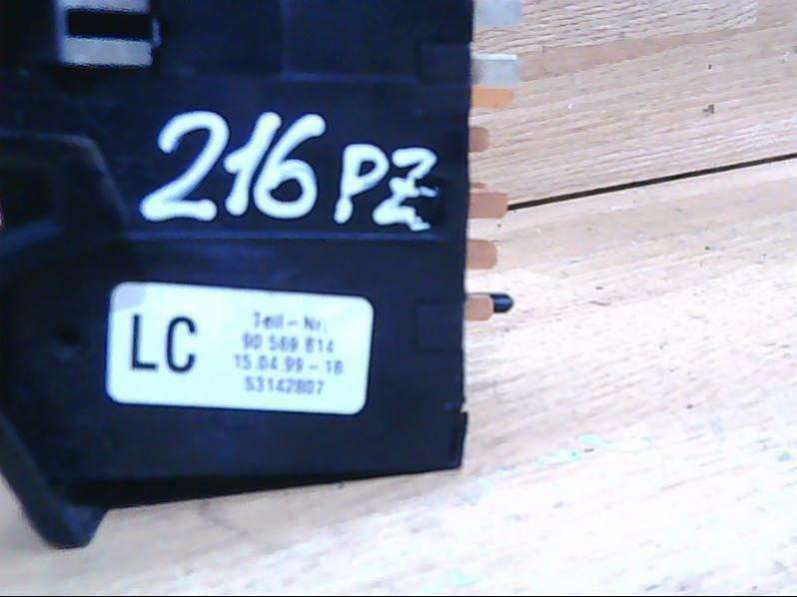 216 PZ
LC
Teil-Nr.
90 569 814
15.04.99 - 18
53142807